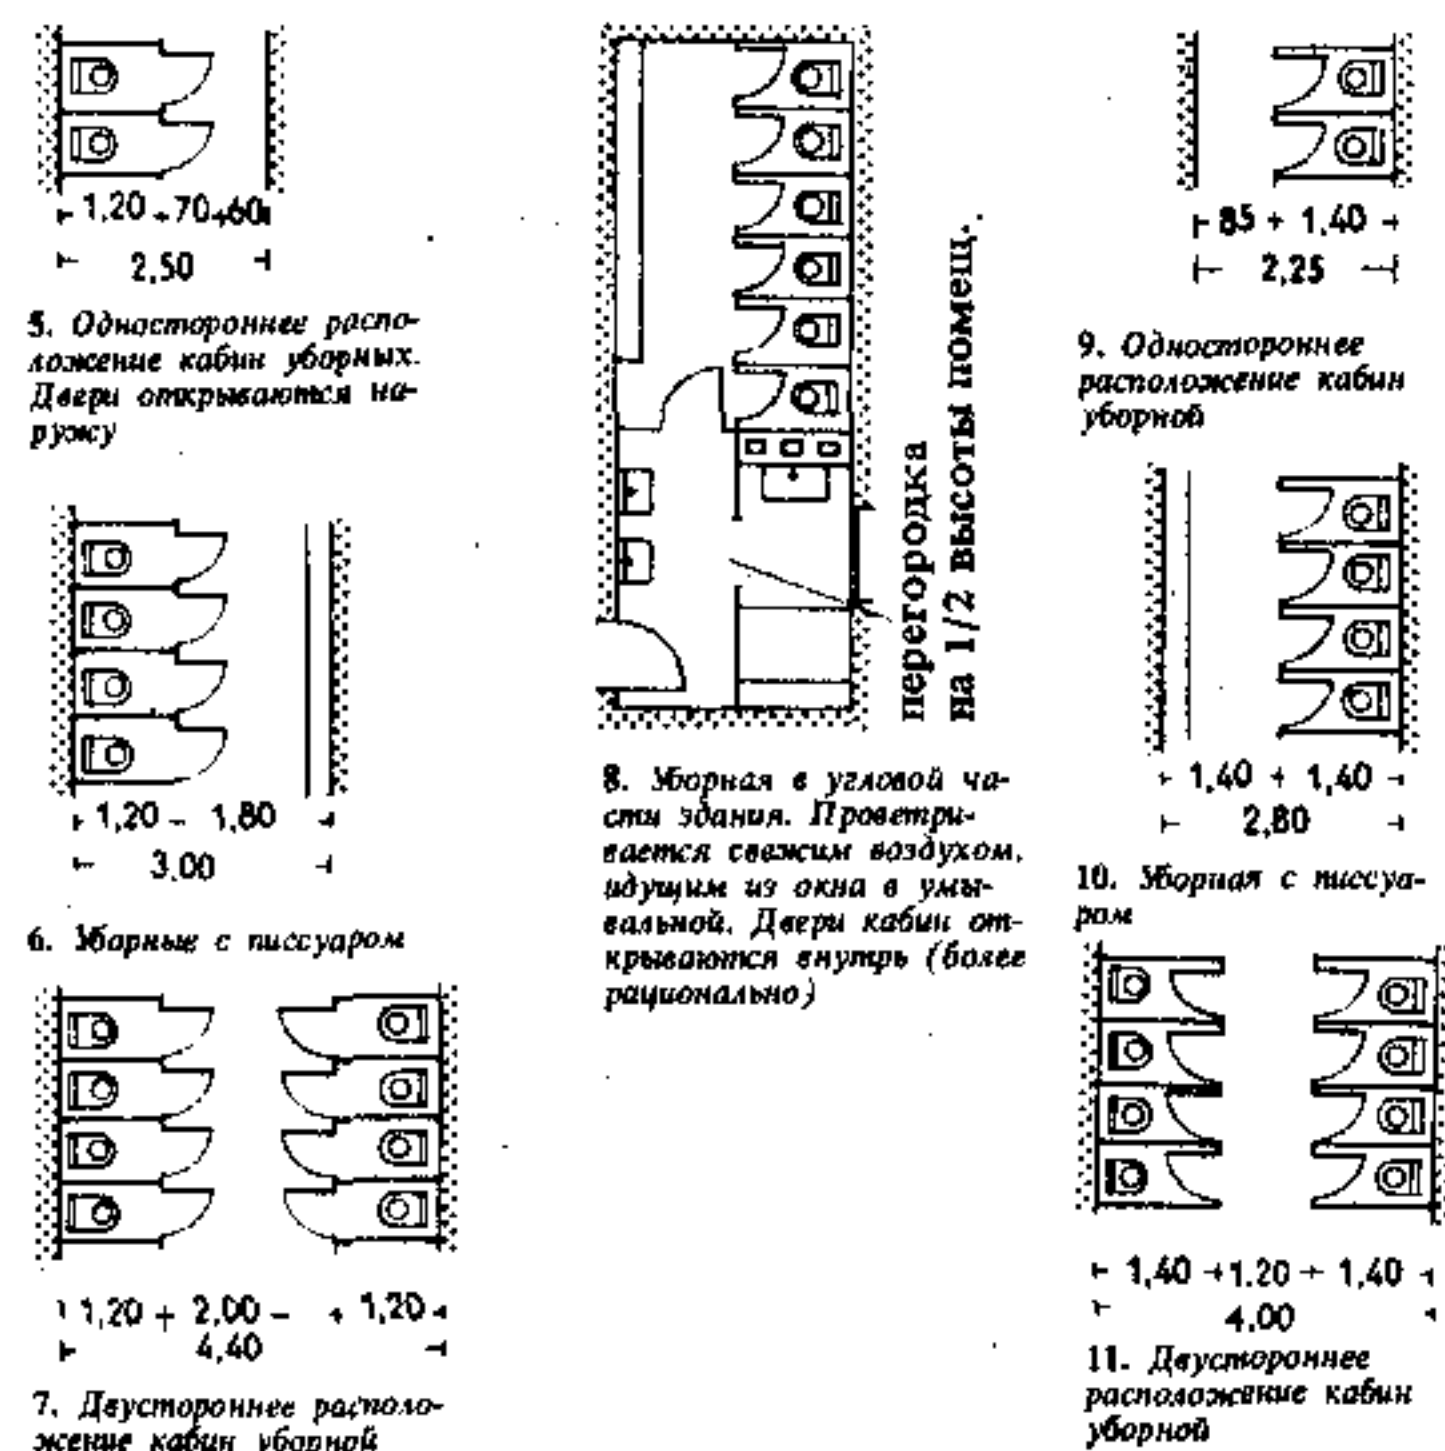 1,20 70 60
2,50
5. Одностороннее распо-
ложение кабин уборных.
Двери открываются на-
ружу
1,20 1,80
3,00
6. Уборные с писсуаром
1,20 + 2,00 + 1,20
4,40
7. Двустороннее располо-
жение кабин уборной
перегородка
на 1/2 высоты помещ.
8. Уборная в угловой ча-
сти здания. Проветри-
вается свежим воздухом,
идущим из окна в умы-
вальной. Двери кабин от-
крываются внутрь (более
рационально)
85 + 1,40
2,25
9. Одностороннее
расположение кабин
уборной
1,40 + 1,40
2,80
10. Уборная с писсуа-
ром
1,40 + 1.20 + 1,40
4.00
11. Двустороннее
расположение кабин
уборной